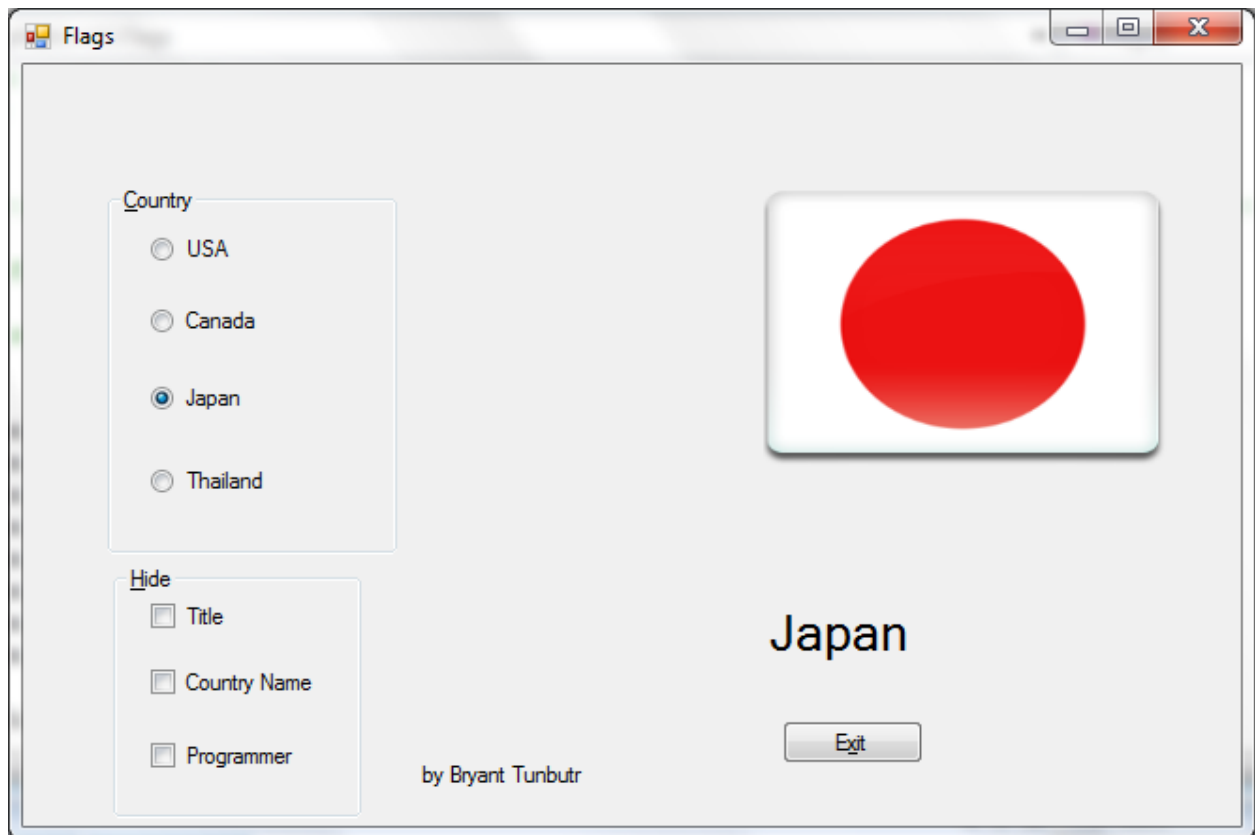 Flags
Country
USA
Canada
Japan
Thailand
Hide
Title
Country Name
Programmer
by Bryant Tunbutr
Japan
Exit